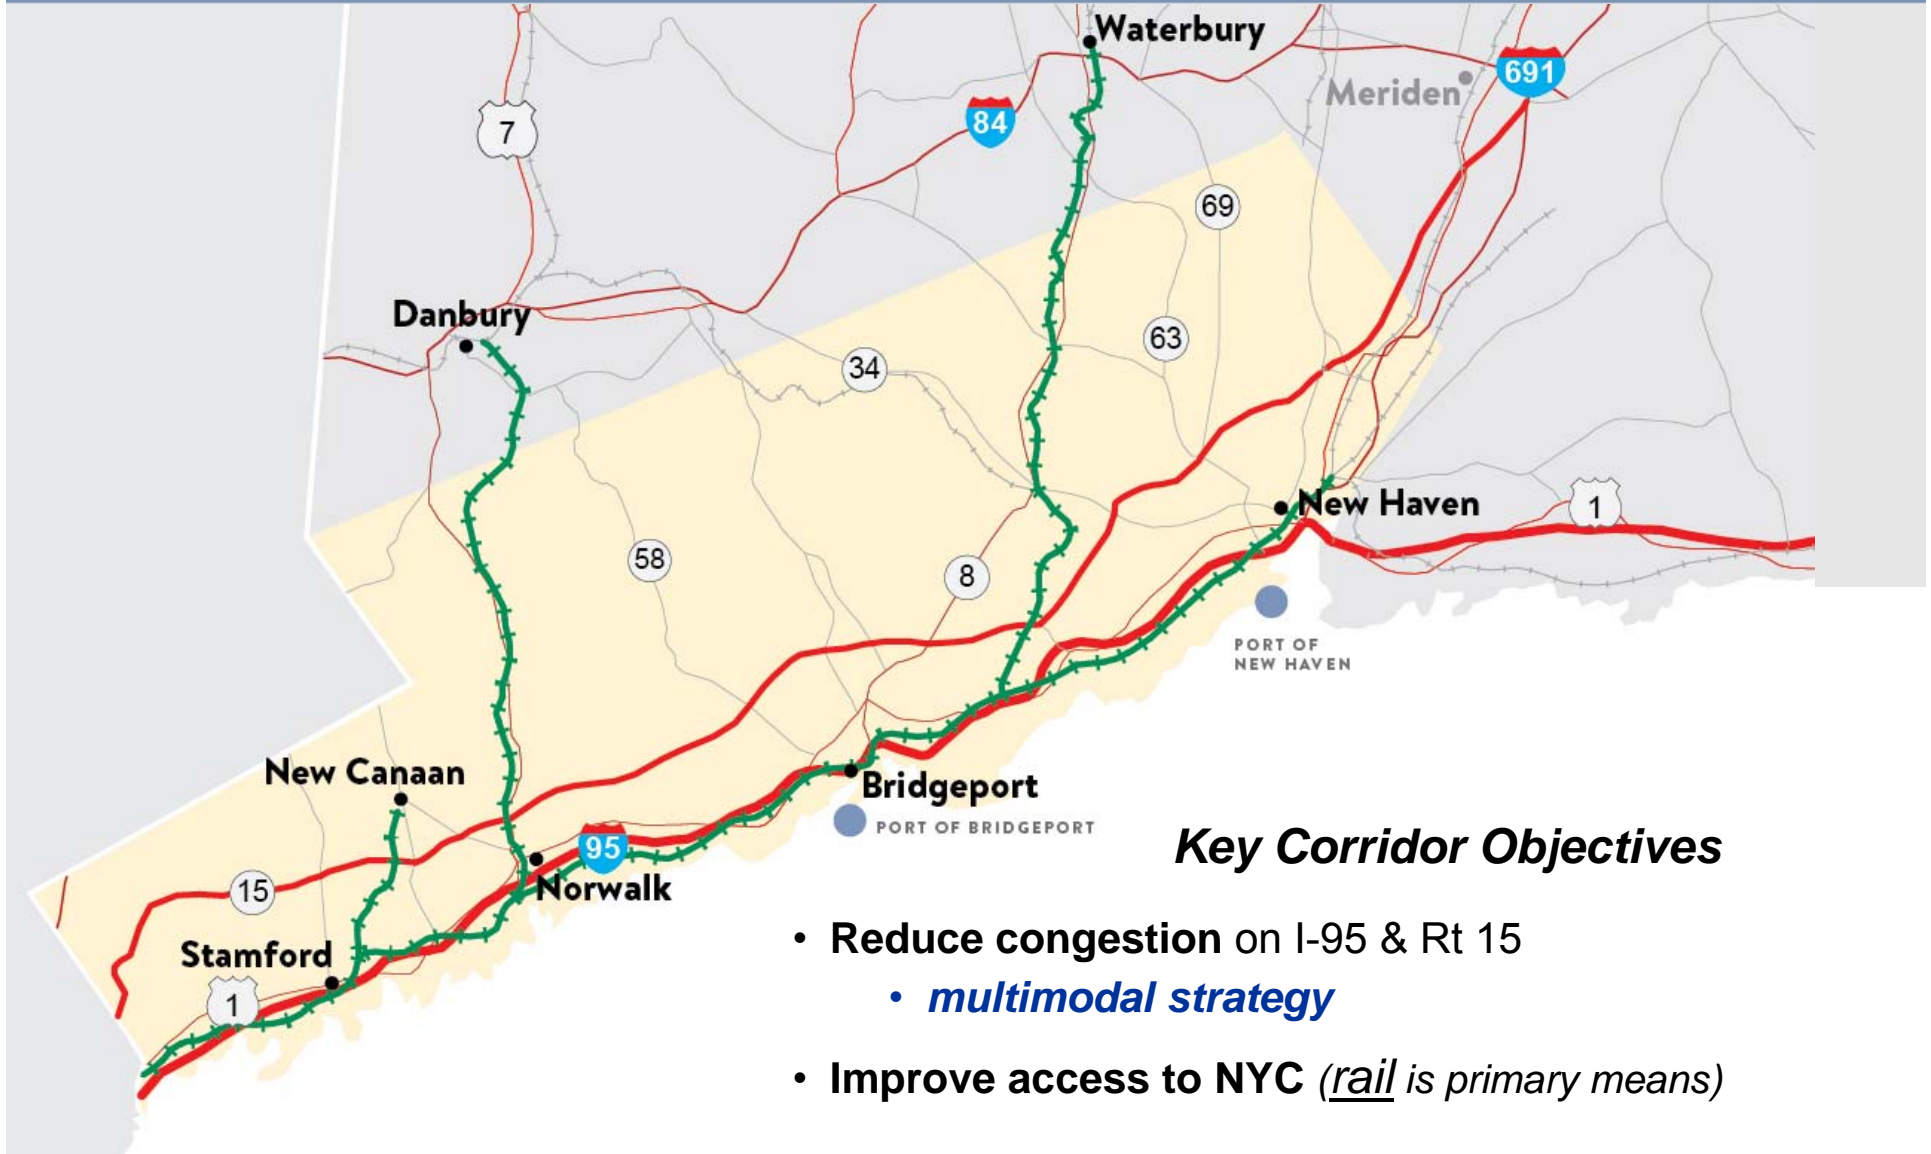 Waterbury
691
Meriden
7
84
69
Danbury
63
34
New Haven
1
58
8
PORT OF
NEW HAVEN
New Canaan
Bridgeport
PORT OF BRIDGEPORT
95
Norwalk
15
Stamford
1
Key Corridor Objectives
• Reduce congestion on I-95 & Rt 15
• multimodal strategy
• Improve access to NYC (rail is primary means)